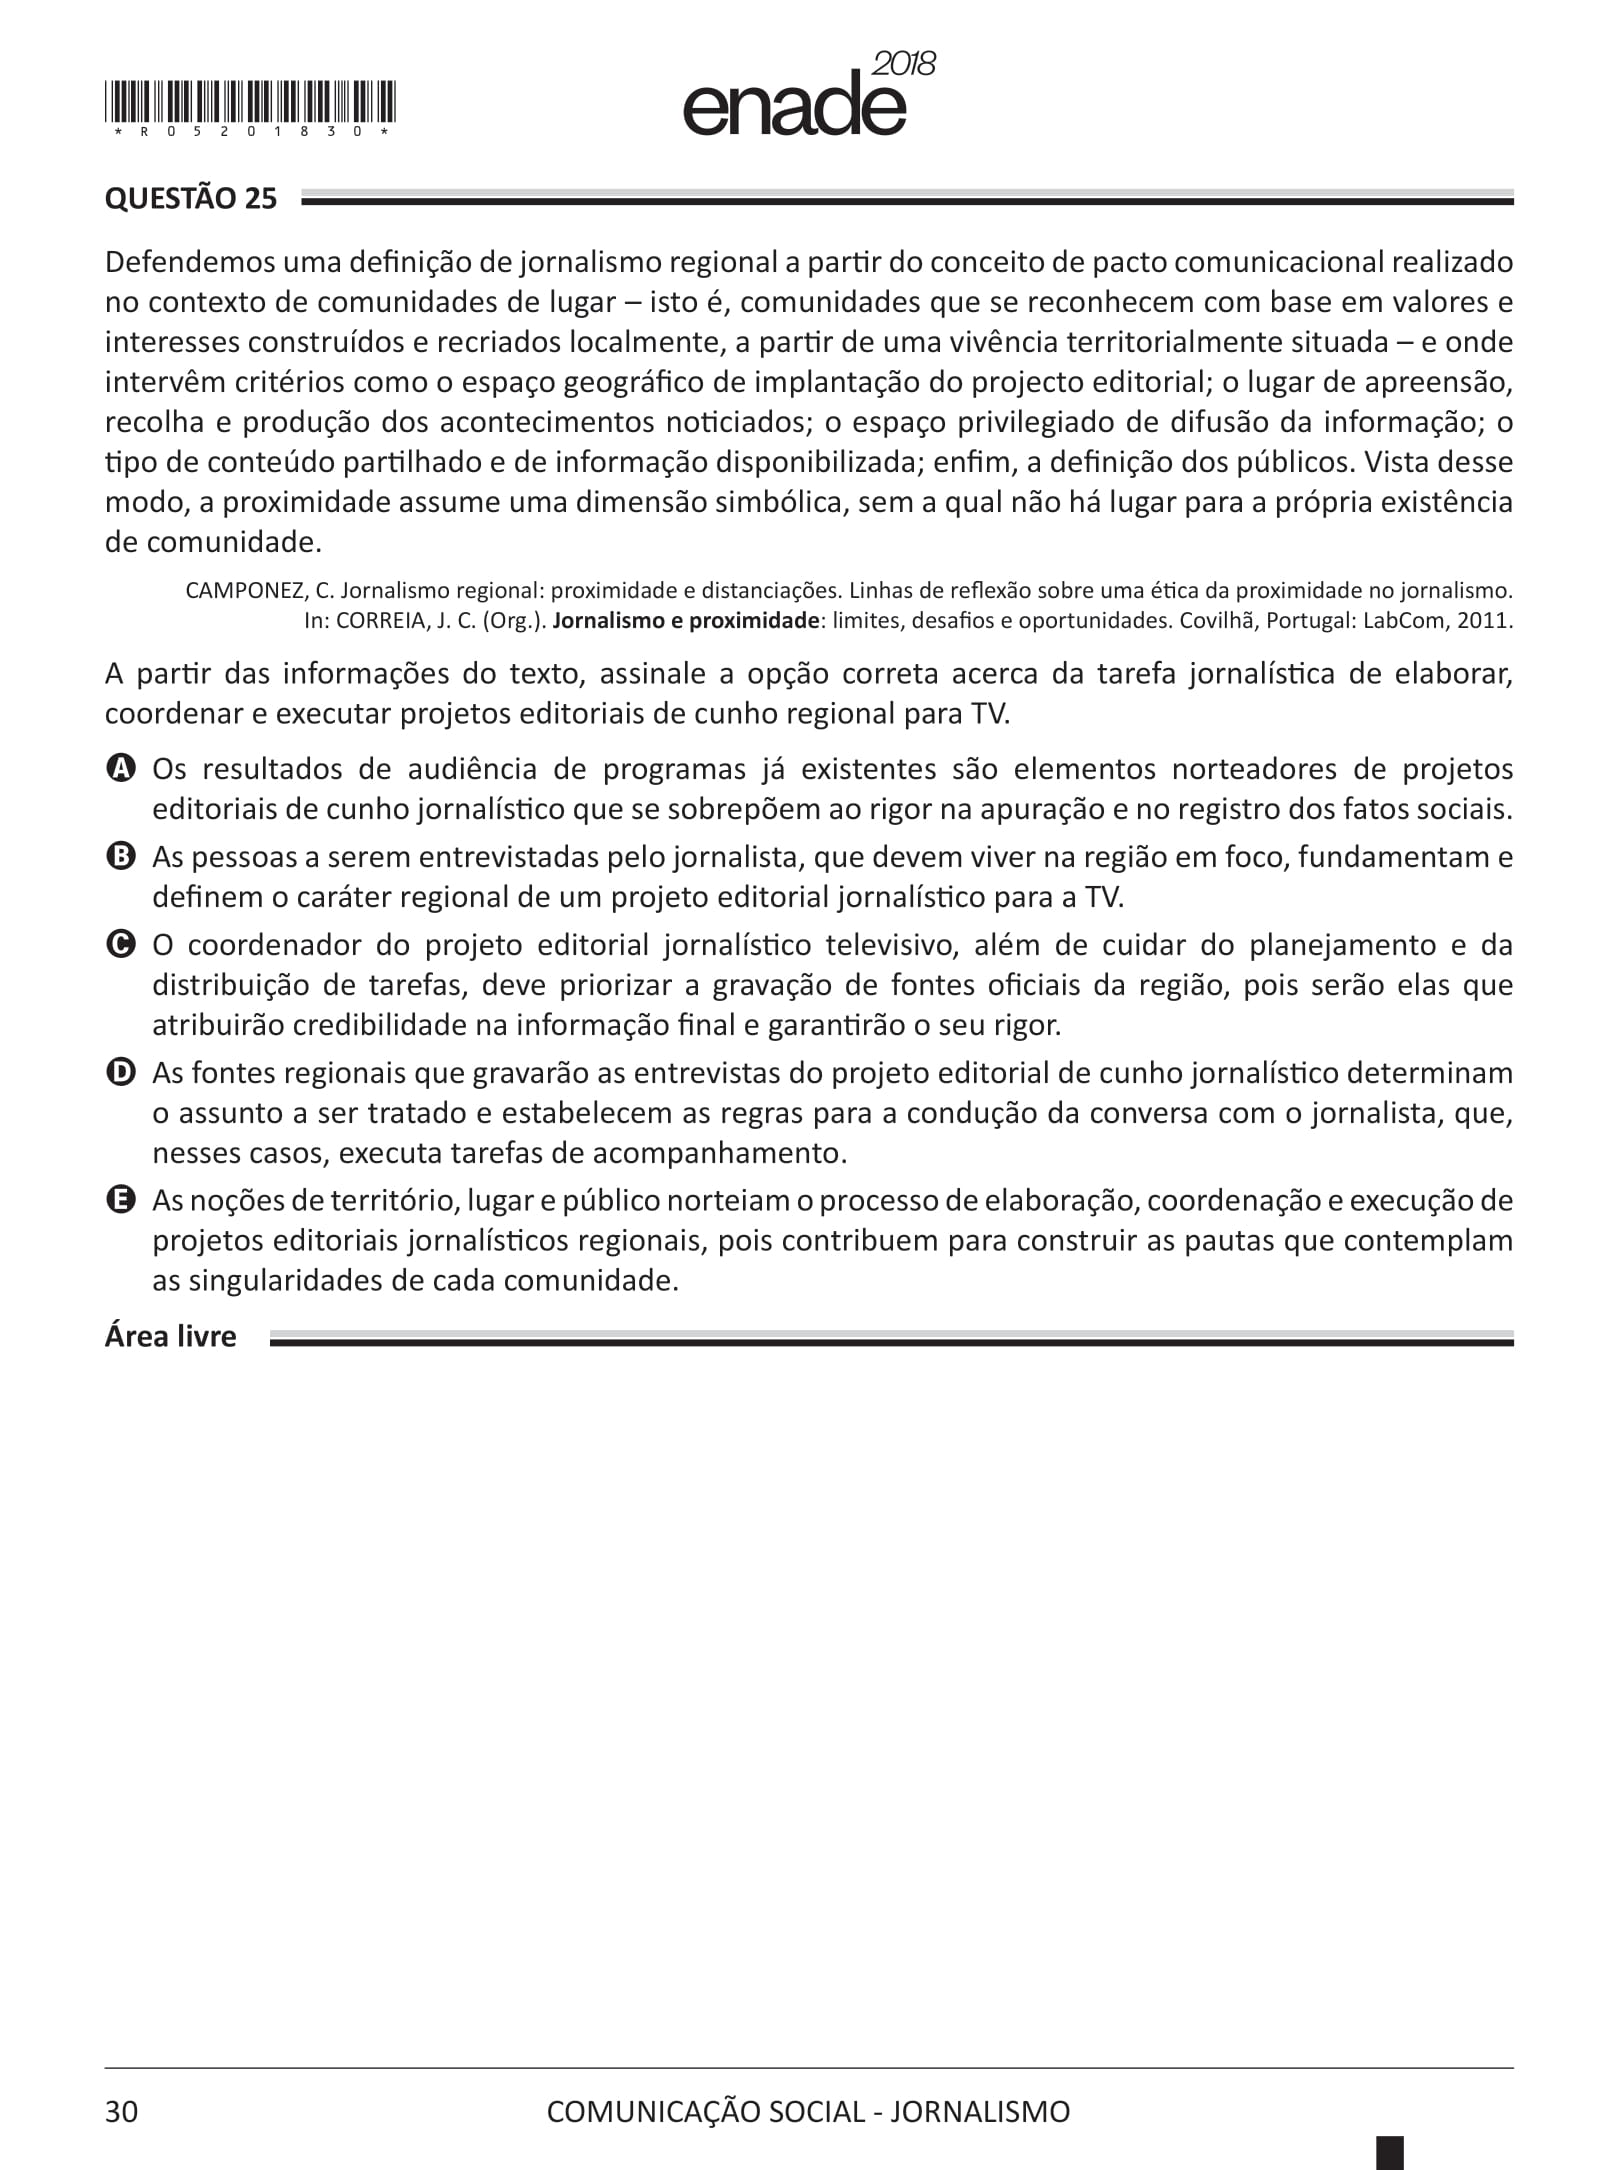 enade 2018
*R05201830*
QUESTÃO 25
Defendemos uma definição de jornalismo regional a partir do conceito de pacto comunicacional realizado
no contexto de comunidades de lugar – isto é, comunidades que se reconhecem com base em valores e
interesses construídos e recriados localmente, a partir de uma vivência territorialmente situada – e onde
intervêm critérios como o espaço geográfico de implantação do projecto editorial; o lugar de apreensão,
recolha e produção dos acontecimentos noticiados; o espaço privilegiado de difusão da informação; o
tipo de conteúdo partilhado e de informação disponibilizada; enfim, a definição dos públicos. Vista desse
modo, a proximidade assume uma dimensão simbólica, sem a qual não há lugar para a própria existência
de comunidade.
CAMPONEZ, C. Jornalismo regional: proximidade e distanciações. Linhas de reflexão sobre uma ética da proximidade no jornalismo.
In: CORREIA, J. C. (Org.). Jornalismo e proximidade: limites, desafios e oportunidades. Covilhã, Portugal: LabCom, 2011.
A partir das informações do texto, assinale a opção correta acerca da tarefa jornalística de elaborar,
coordenar e executar projetos editoriais de cunho regional para TV.
A Os resultados de audiência de programas já existentes são elementos norteadores de projetos
editoriais de cunho jornalístico que se sobrepõem ao rigor na apuração e no registro dos fatos sociais.
B As pessoas a serem entrevistadas pelo jornalista, que devem viver na região em foco, fundamentam e
definem o caráter regional de um projeto editorial jornalístico para a TV.
C O coordenador do projeto editorial jornalístico televisivo, além de cuidar do planejamento e da
distribuição de tarefas, deve priorizar a gravação de fontes oficiais da região, pois serão elas que
atribuirão credibilidade na informação final e garantirão o seu rigor.
D As fontes regionais que gravarão as entrevistas do projeto editorial de cunho jornalístico determinam
o assunto a ser tratado e estabelecem as regras para a condução da conversa com o jornalista, que,
nesses casos, executa tarefas de acompanhamento.
E As noções de território, lugar e público norteiam o processo de elaboração, coordenação e execução de
projetos editoriais jornalísticos regionais, pois contribuem para construir as pautas que contemplam
as singularidades de cada comunidade.
Área livre
30
COMUNICAÇÃO SOCIAL - JORNALISMO